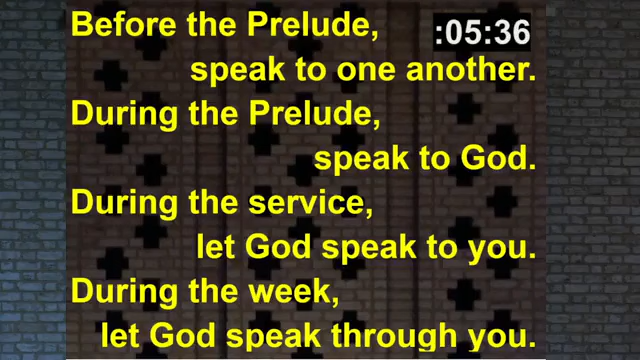 Before the Prelude,
:05:36
speak to one another.
During the Prelude,
speak to God.
During the service,
let God speak to you.
During the week,
let God speak through you.